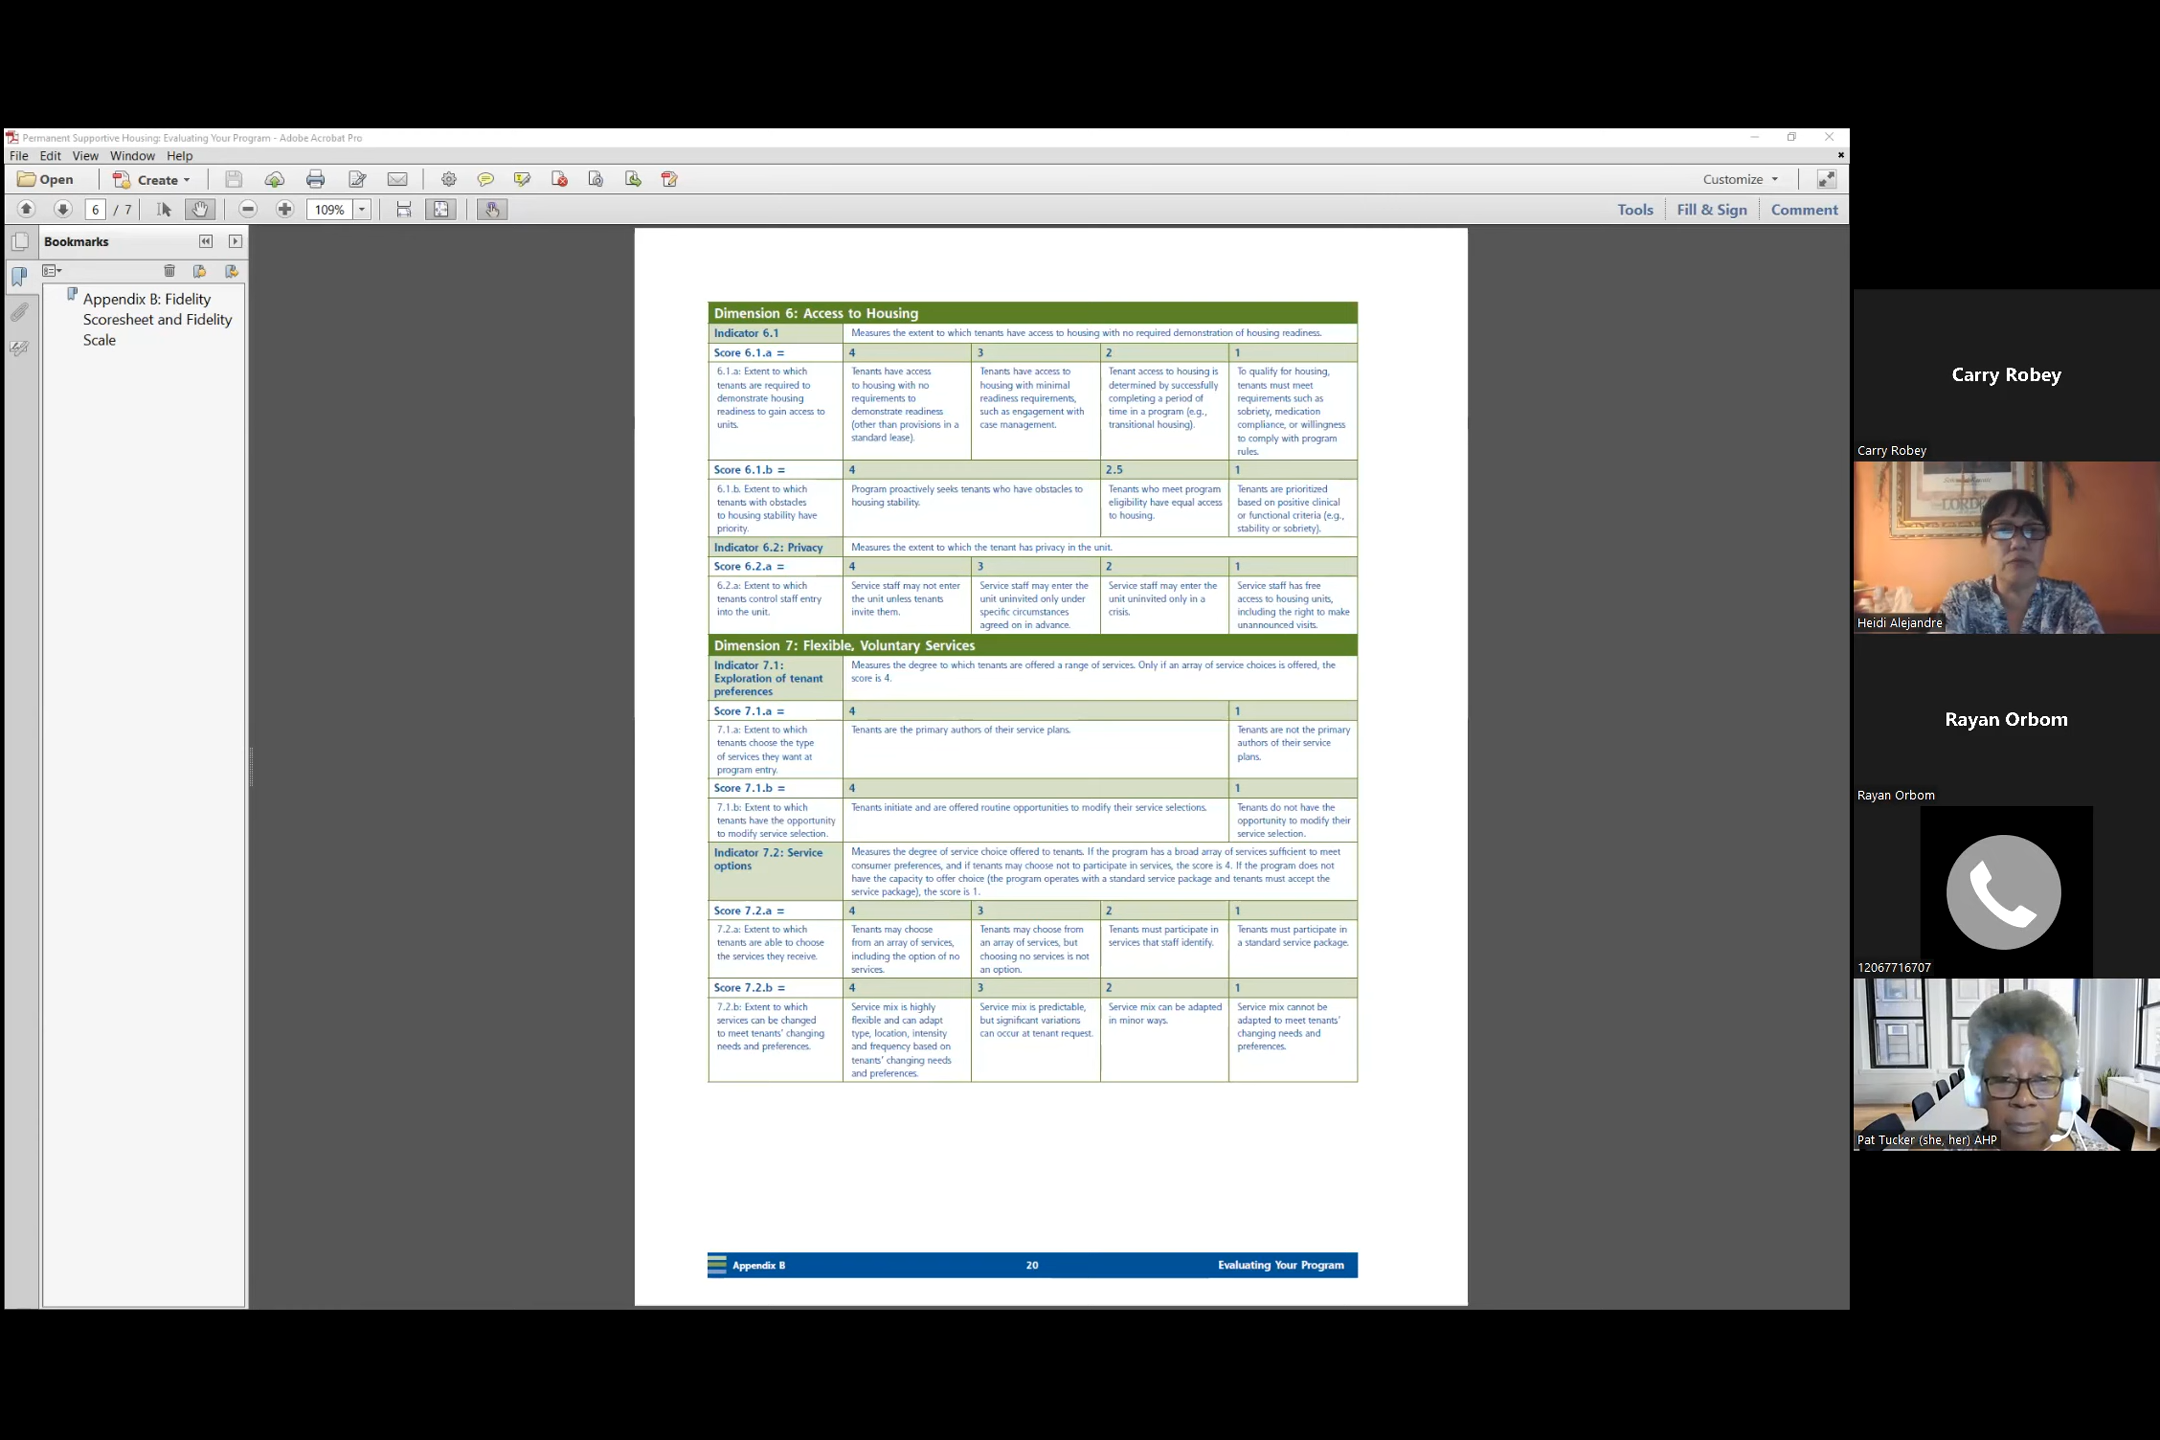 Permanent Supportive Housing: Evaluating Your Program - Adobe Acrobat Pro
File Edit View Window Help
Open Create Customize
6 / 7 109% Tools Fill & Sign Comment
Bookmarks
Appendix B: Fidelity
Scoresheet and Fidelity
Scale
Dimension 6: Access to Housing
Indicator 6.1 Measures the extent to which tenants have access to housing with no required demonstration of housing readiness.
Score 6.1.a = 4 3 2 1
6.1.a: Extent to which
tenants are required to
demonstrate housing
readiness to gain access to
units.
Tenants have access
to housing with no
requirements to
demonstrate readiness
(other than provisions in a
standard lease).
Tenants have access to
housing with minimal
readiness requirements,
such as engagement with
case management.
Tenant access to housing is
determined by successfully
completing a period of
time in a program (e.g.,
transitional housing).
To qualify for housing,
tenants must meet
requirements such as
sobriety, medication
compliance, or willingness
to comply with program
rules.
Score 6.1.b = 4 2.5 1
6.1.b. Extent to which
tenants with obstacles
to housing stability have
priority.
Program proactively seeks tenants who have obstacles to
housing stability.
Tenants who meet program
eligibility have equal access
to housing.
Tenants are prioritized
based on positive clinical
or functional criteria (e.g.,
stability or sobriety).
Indicator 6.2: Privacy Measures the extent to which the tenant has privacy in the unit.
Score 6.2.a = 4 3 2 1
6.2.a: Extent to which
tenants control staff entry
into the unit.
Service staff may not enter
the unit unless tenants
invite them.
Service staff may enter the
unit uninvited only under
specific circumstances
agreed on in advance.
Service staff may enter the
unit uninvited only in a
crisis.
Service staff has free
access to housing units,
including the right to make
unannounced visits.
Dimension 7: Flexible, Voluntary Services
Indicator 7.1:
Exploration of tenant
preferences
Measures the degree to which tenants are offered a range of services. Only if an array of service choices is offered, the
score is 4.
Score 7.1.a = 4 1
7.1.a: Extent to which
tenants choose the type
of services they want at
program entry.
Tenants are the primary authors of their service plans.
Tenants are not the primary
authors of their service
plans.
Score 7.1.b = 4 1
7.1.b: Extent to which
tenants have the opportunity
to modify service selection.
Tenants initiate and are offered routine opportunities to modify their service selections.
Tenants do not have the
opportunity to modify their
service selection.
Indicator 7.2: Service
options
Measures the degree of service choice offered to tenants. If the program has a broad array of services sufficient to meet
consumer preferences, and if tenants may choose not to participate in services, the score is 4. If the program does not
have the capacity to offer choice (the program operates with a standard service package and tenants must accept the
service package), the score is 1.
Score 7.2.a = 4 3 2 1
7.2.a: Extent to which
tenants are able to choose
the services they receive.
Tenants may choose
from an array of services,
including the option of no
services.
Tenants may choose from
an array of services, but
choosing no services is not
an option.
Tenants must participate in
services that staff identify.
Tenants must participate in
a standard service package.
Score 7.2.b = 4 3 2 1
7.2.b: Extent to which
services can be changed
to meet tenants' changing
needs and preferences.
Service mix is highly
flexible and can adapt
type, location, intensity
and frequency based on
tenants' changing needs
and preferences.
Service mix is predictable,
but significant variations
can occur at tenant request.
Service mix can be adapted
in minor ways.
Service mix cannot be
adapted to meet tenants'
changing needs and
preferences.
Appendix B 20 Evaluating Your Program
Carry Robey
Carry Robey
Heidi Alejandre
Rayan Orbom
Rayan Orbom
12067716707
Pat Tucker (she, her) AHP